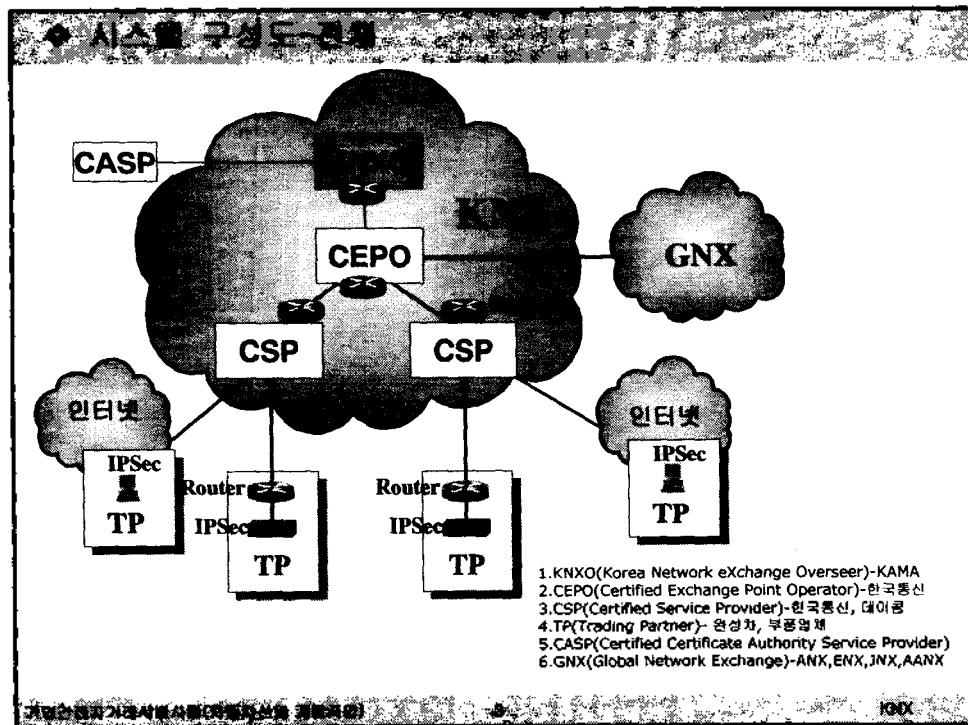 시스템 구성도-전체
CASP
CEPO
GNX
CSP
CSP
인터넷
인터넷
IPSec
TP
Router
IPSec
TP
Router
IPSec
TP
IPSec
TP
1.KNXO(Korea Network eXchange Overseer)-KAMA
2.CEPO(Certified Exchange Point Operator)-한국통신
3.CSP(Certified Service Provider)-한국통신, 데이콤
4.TP(Trading Partner)- 완성차, 부품업체
5.CASP(Certified Certificate Authority Service Provider)
6.GNX(Global Network Exchange)-ANX,ENX,JNX,AANX
KNX